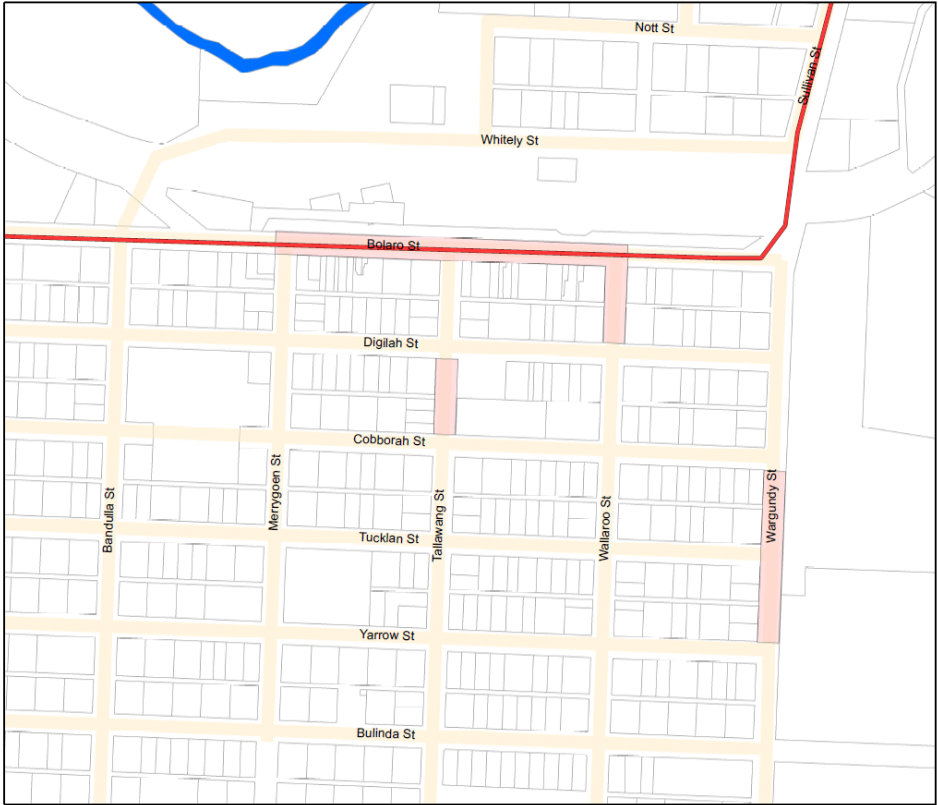 Nott St
Sullivan St
Whitely St
Bolaro St
Digilah St
Cobborah St
Bandulla St
Merrygoen St
Tallawang St
Wallaroo St
Wargundy St
Tucklan St
Yarrow St
Bulinda St